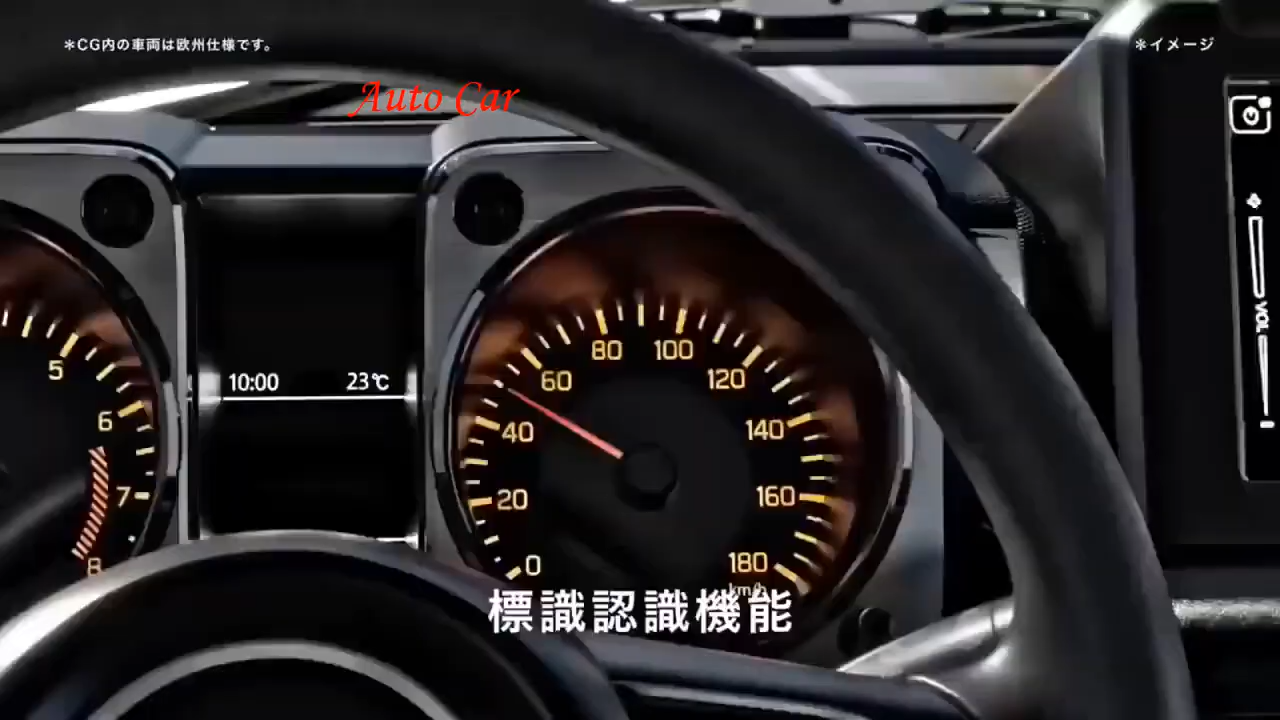 ＊CG内の車両は欧州仕様です。
＊イメージ
Auto Car
80 100
60 120
5
10:00 23℃
6 40 140
7 20 160
8 0 180
km/h
VOL
標識認識機能